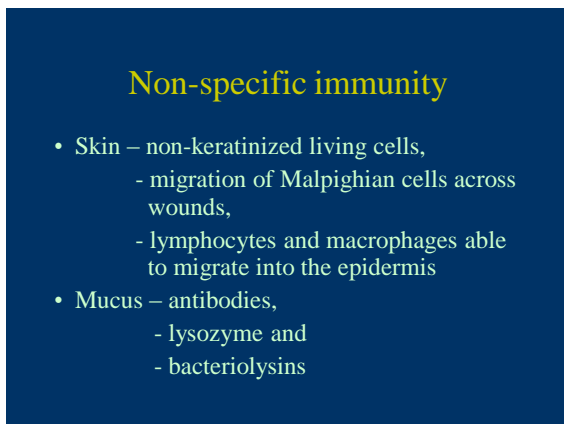 Non-specific immunity
• Skin – non-keratinized living cells,
- migration of Malpighian cells across
wounds,
- lymphocytes and macrophages able
to migrate into the epidermis
• Mucus – antibodies,
- lysozyme and
- bacteriolysins